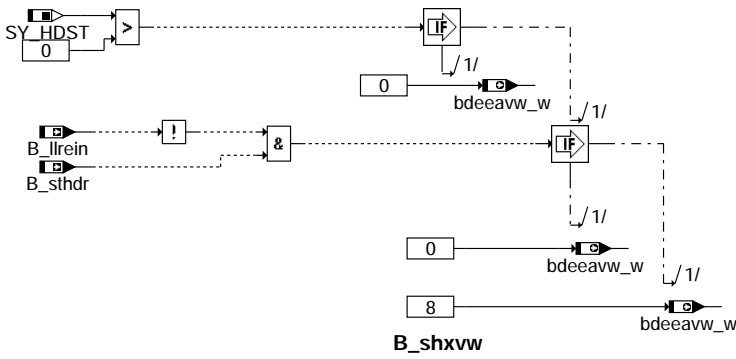 SY_HDST
>
IF
0
1/
0
bdeeavw_w
1/
B_llrein
!
&
IF
B_sthdr
1/
0
bdeeavw_w
1/
8
bdeeavw_w
B_shxvw